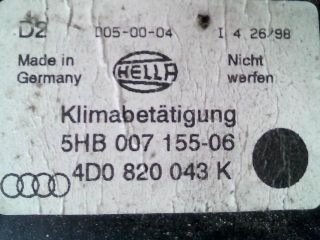 D2 D05-00-04 I 4 26/98
Made in Germany HELLA Nicht werfen
Klimabetätigung
5HB 007 155-06
4D0 820 043 K